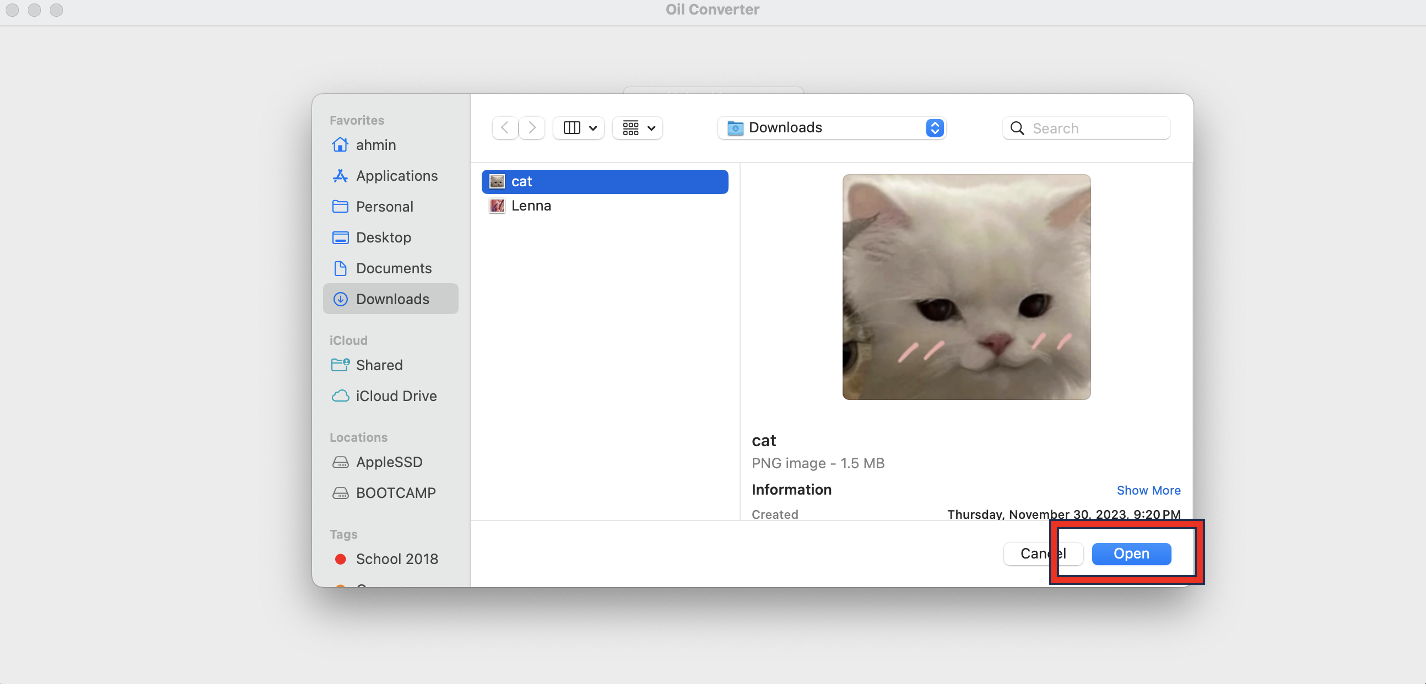 Oil Converter
Favorites
ahmin
Applications
Personal
Desktop
Documents
Downloads
iCloud
Shared
iCloud Drive
Locations
AppleSSD
BOOTCAMP
Tags
School 2018
Downloads
Search
cat
Lenna
cat
PNG image - 1.5 MB
Information Show More
Created Thursday, November 30, 2023, 9:20 PM
Cancel Open